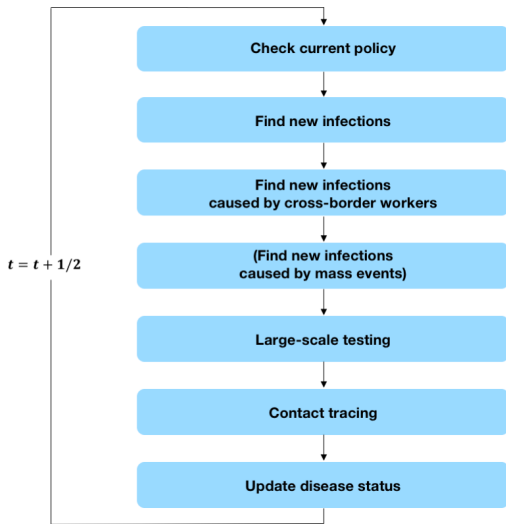 Check current policy
Find new infections
Find new infections
caused by cross-border workers
(Find new infections
caused by mass events)
t = t + 1/2
Large-scale testing
Contact tracing
Update disease status